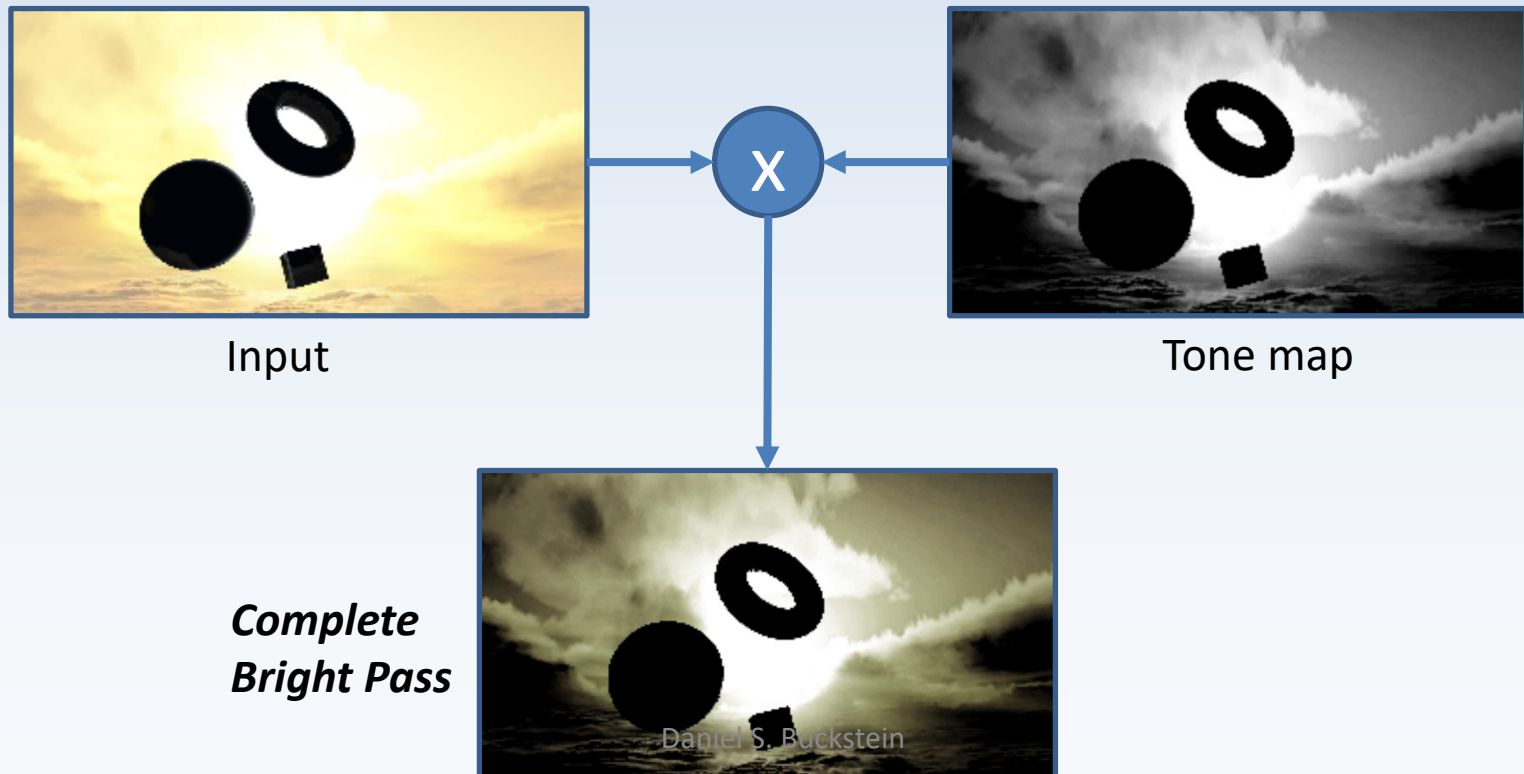 x
Input
Tone map
Complete
Bright Pass
Daniel S. Buckstein